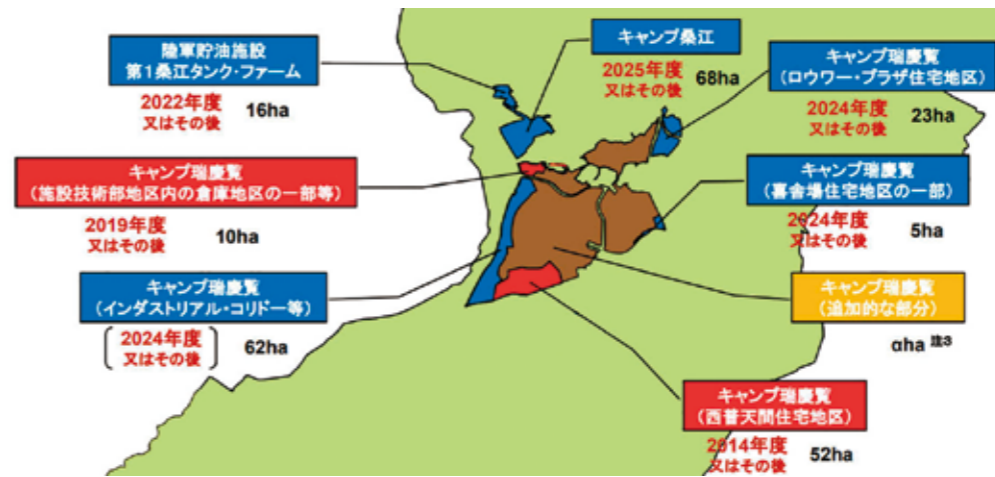 陸軍貯油施設
第1桑江タンク・ファーム
2022年度
又はその後
16ha
キャンプ桑江
2025年度
又はその後
68ha
キャンプ瑞慶覧
(ロウワー・プラザ住宅地区)
2024年度
又はその後
23ha
キャンプ瑞慶覧
(施設技術部地区内の倉庫地区の一部等)
2019年度
又はその後
10ha
キャンプ瑞慶覧
(喜舎場住宅地区の一部)
2024年度
又はその後
5ha
キャンプ瑞慶覧
(インダストリアル・コリドー等)
2024年度
又はその後
62ha
キャンプ瑞慶覧
(追加的な部分)
αha 注3
キャンプ瑞慶覧
(西普天間住宅地区)
2014年度
又はその後
52ha